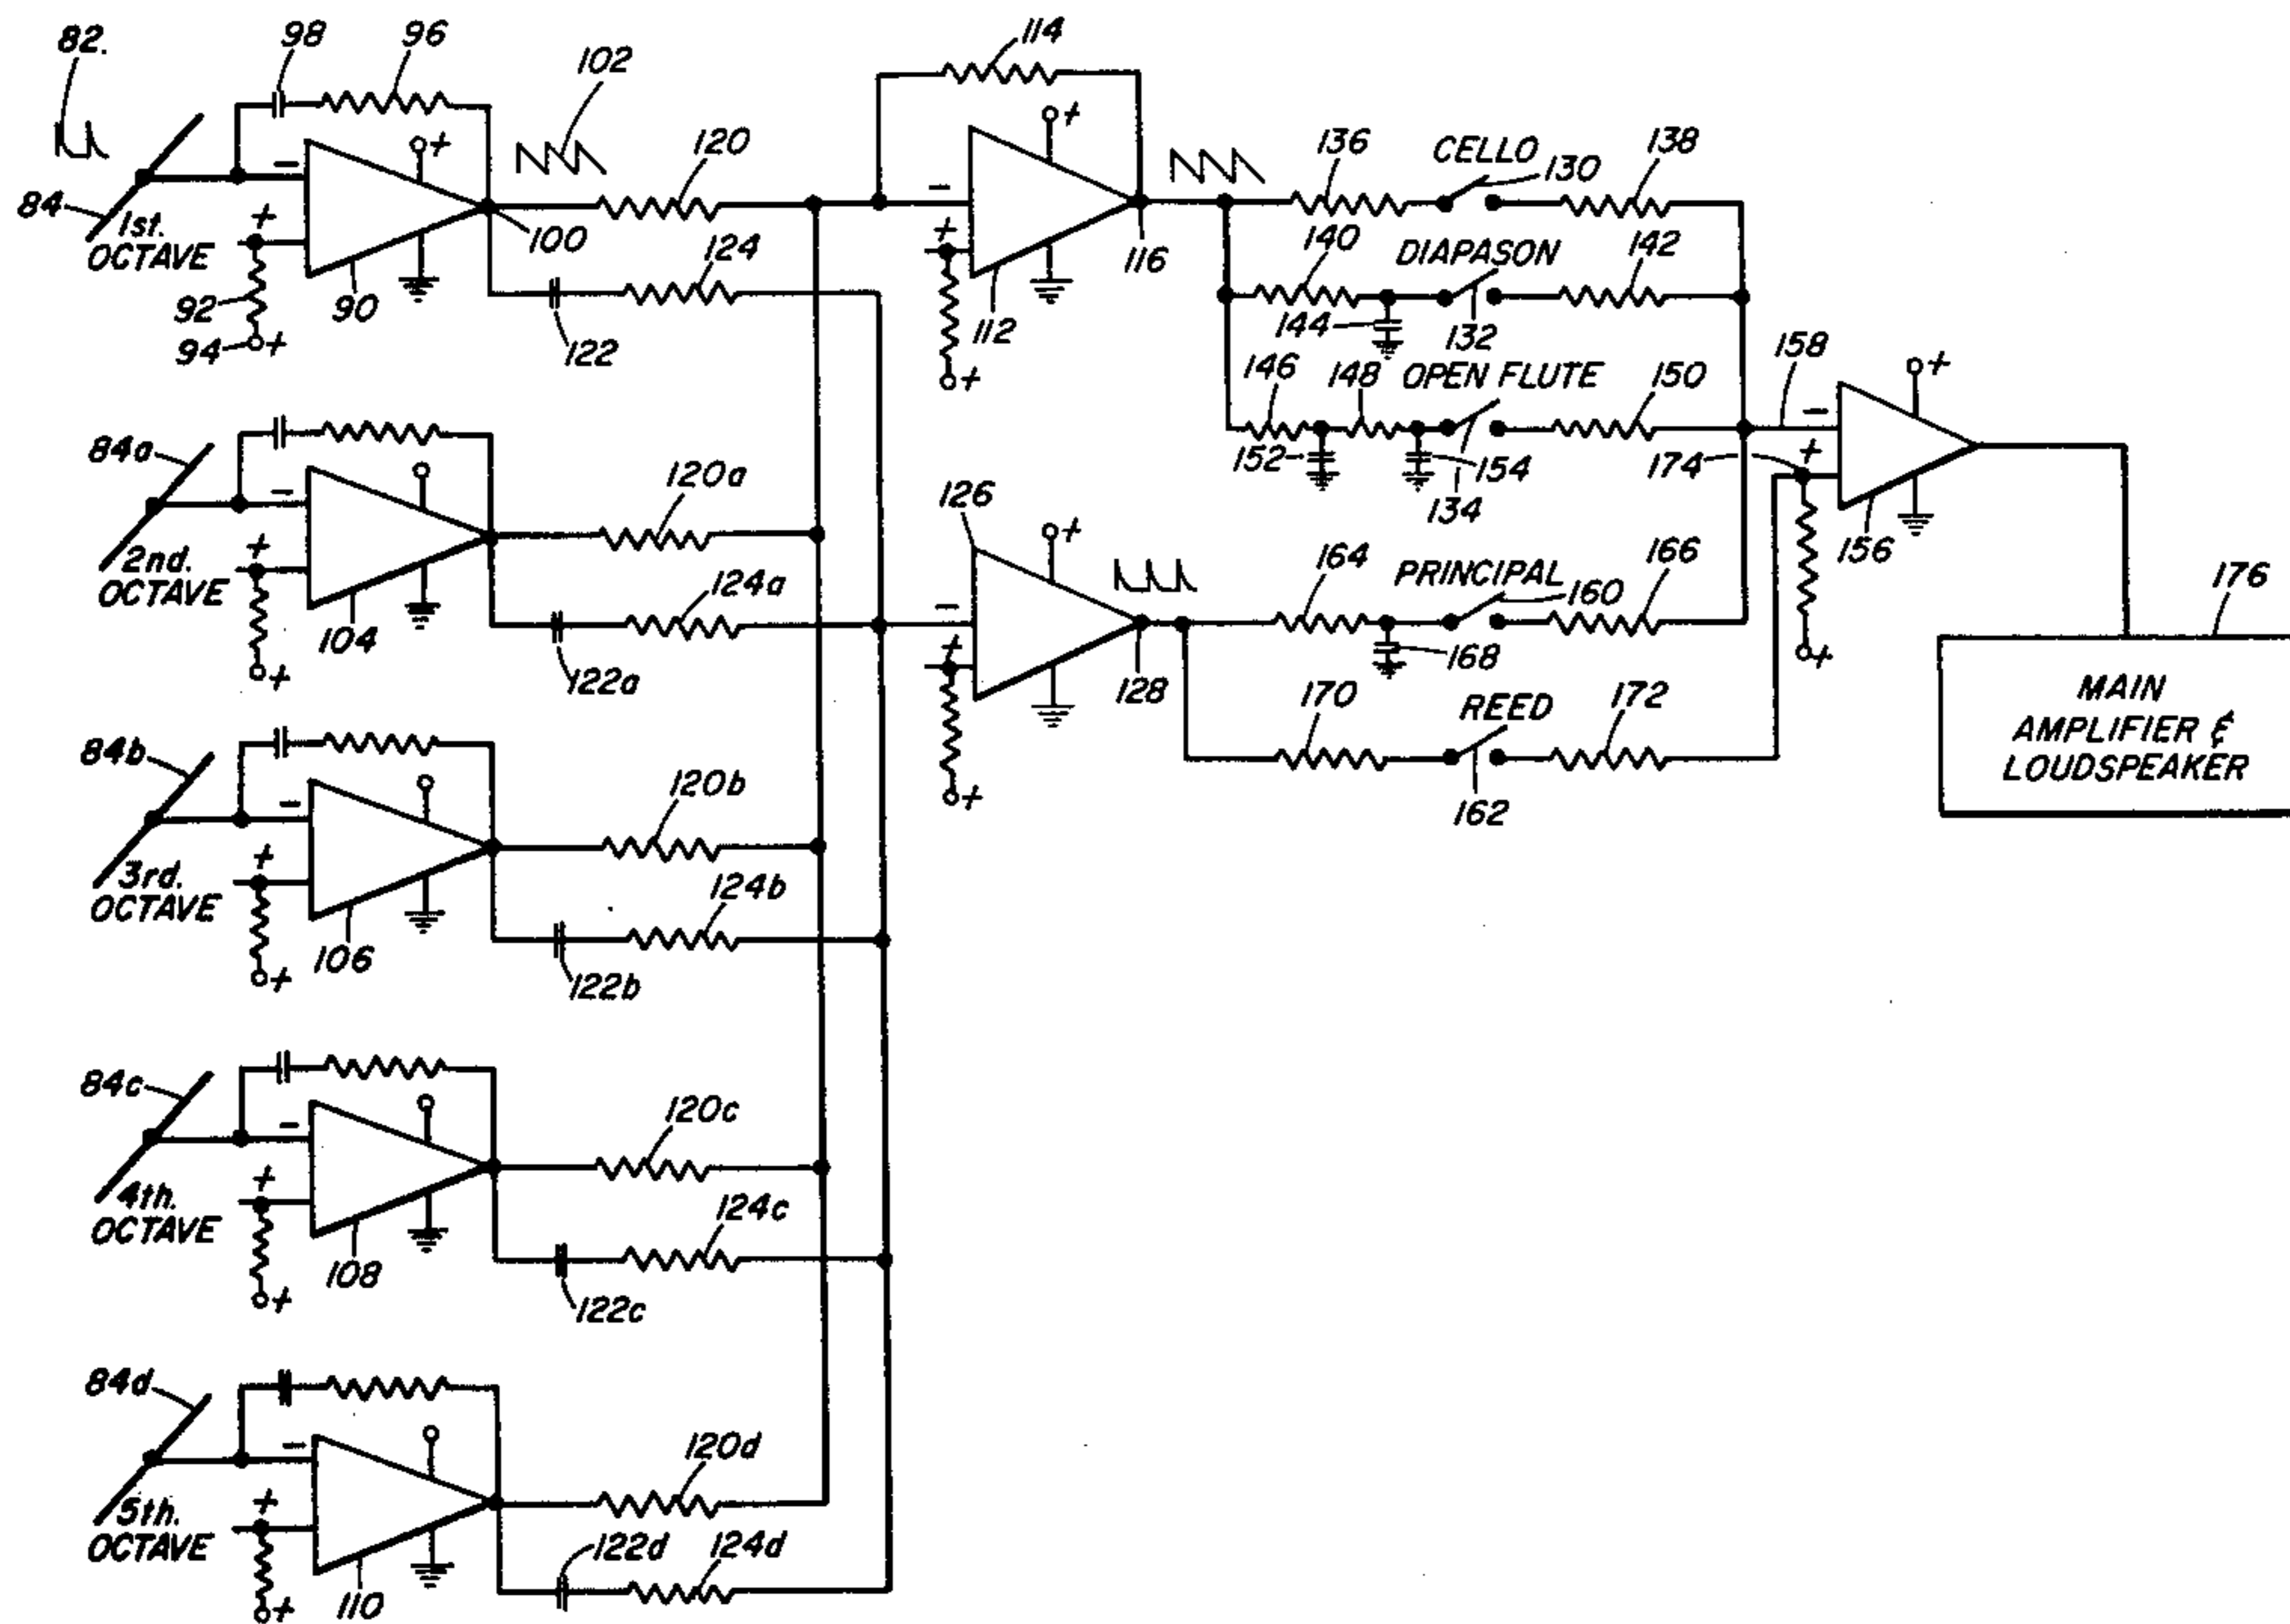 82.
98
96
102
84
1st.
OCTAVE
-
+
+
92
94
+
90
100
120
124
122
114
-
+
+
+
112
116
136
CELLO
130
138
140
DIAPASON
142
144
132
146
148
OPEN FLUTE
150
152
154
134
158
174
-
+
+
+
156
84a
2nd.
OCTAVE
-
+
+
104
120a
124a
122a
126
-
+
+
+
128
164
PRINCIPAL
160
166
168
170
REED
172
162
176
MAIN
AMPLIFIER &
LOUDSPEAKER
84b
3rd.
OCTAVE
-
+
+
106
120b
124b
122b
84c
4th.
OCTAVE
-
+
+
108
120c
124c
122c
84d
5th.
OCTAVE
-
+
+
110
120d
122d
124d